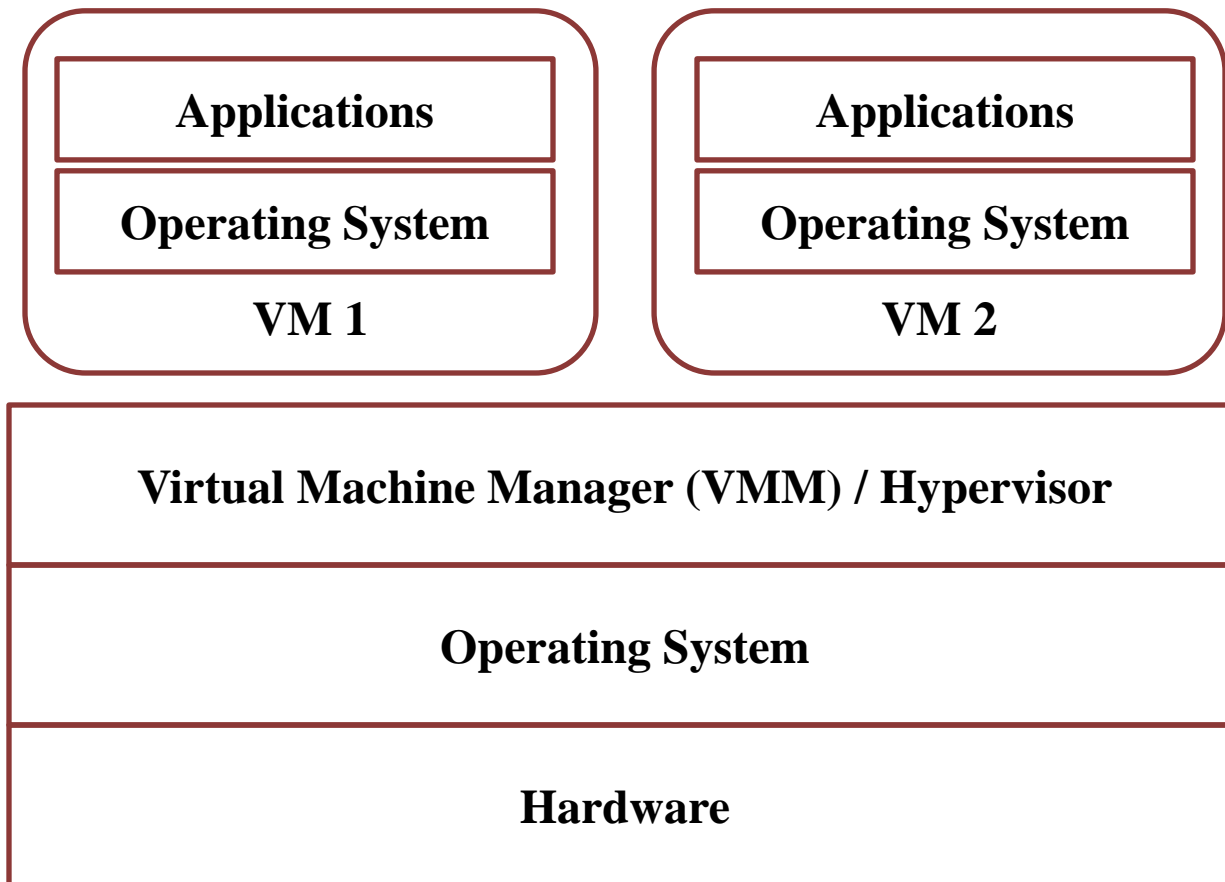 Applications
Applications
Operating System
Operating System
VM 1
VM 2
Virtual Machine Manager (VMM) / Hypervisor
Operating System
Hardware